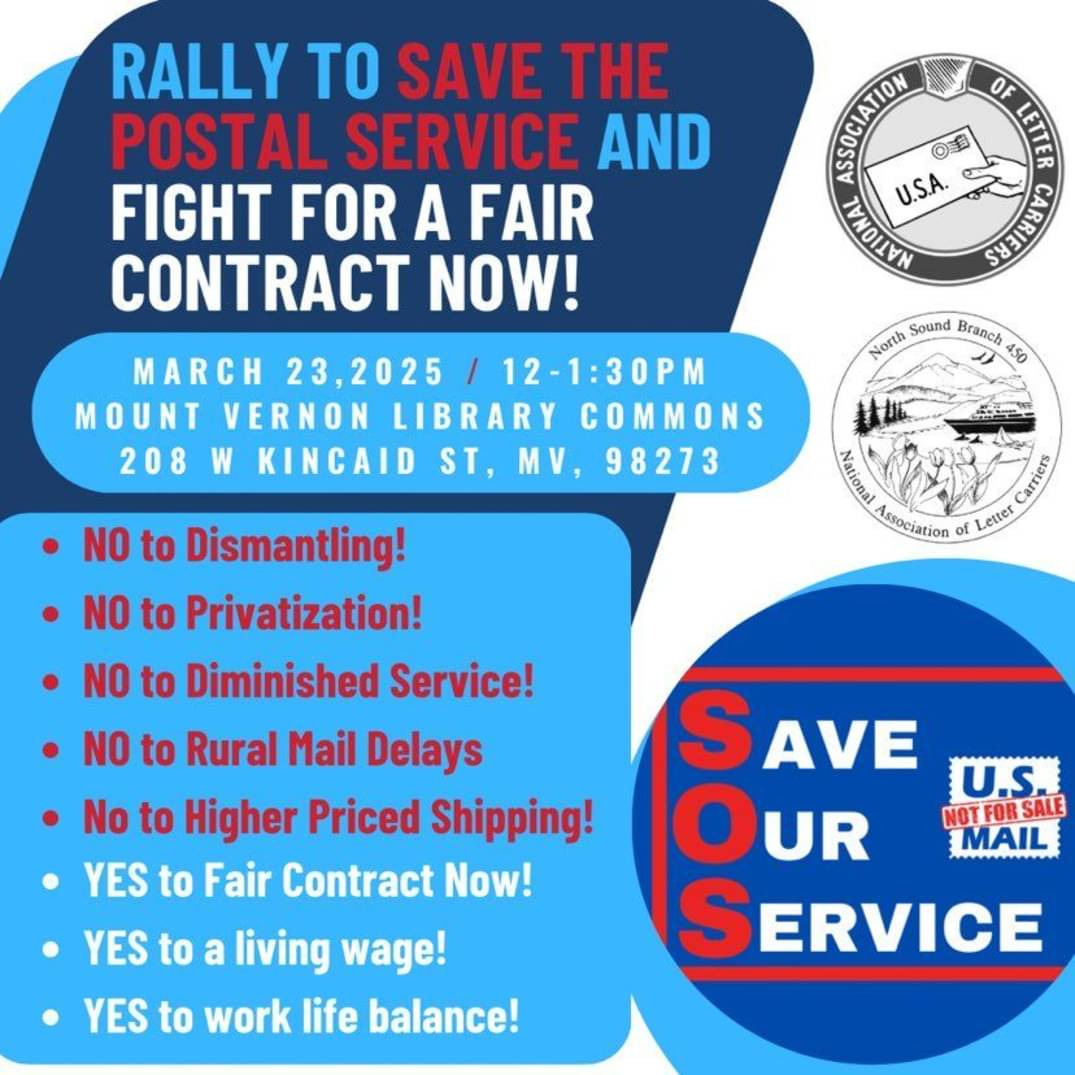 RALLY TO SAVE THE
POSTAL SERVICE AND
FIGHT FOR A FAIR
CONTRACT NOW!
MARCH 23,2025 / 12-1:30PM
MOUNT VERNON LIBRARY COMMONS
208 W KINCAID ST, MV, 98273
• NO to Dismantling!
• NO to Privatization!
• NO to Diminished Service!
• NO to Rural Mail Delays
• No to Higher Priced Shipping!
• YES to Fair Contract Now!
• YES to a living wage!
• YES to work life balance!
NATIONAL ASSOCIATION OF LETTER CARRIERS
U.S.A.
North Sound Branch 450
National Association of Letter Carriers
SAVE
OUR
SERVICE
U.S.
NOT FOR SALE
MAIL